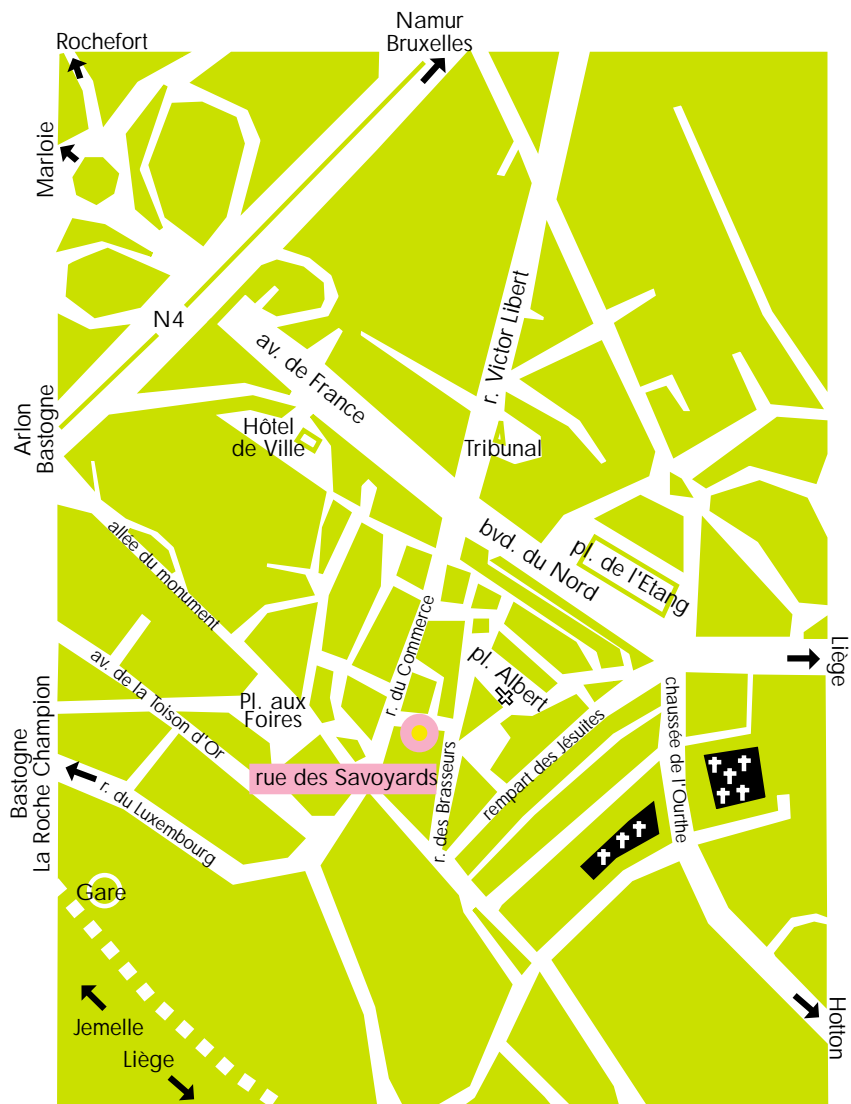 Namur
Bruxelles
Rochefort
Marloie
N4
r. Victor Libert
av. de France
Arlon
Bastogne
Hôtel
de Ville
Tribunal
bvd. du Nord
pl. de l'Etang
allée du monument
r. du Commerce
pl. Albert
Liège
av. de la Toison d'Or
Pl. aux
Foires
chaussée de l'Ourthe
Bastogne
La Roche Champion
rue des Savoyards
r. des Brasseurs
rempart des Jésuites
r. du Luxembourg
Gare
Jemelle
Liège
Hotton